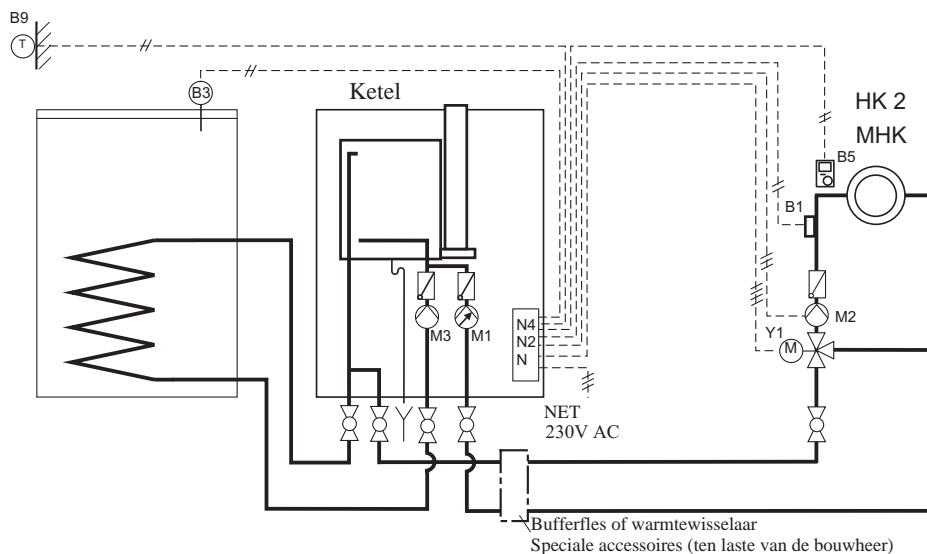 B9
T
B3
Ketel
HK 2
MHK
B5
B1
N4
N2
N
M3
M1
Y1
M
M2
NET
230V AC
Bufferfles of warmtewisselaar
Speciale accessoires (ten laste van de bouwheer)